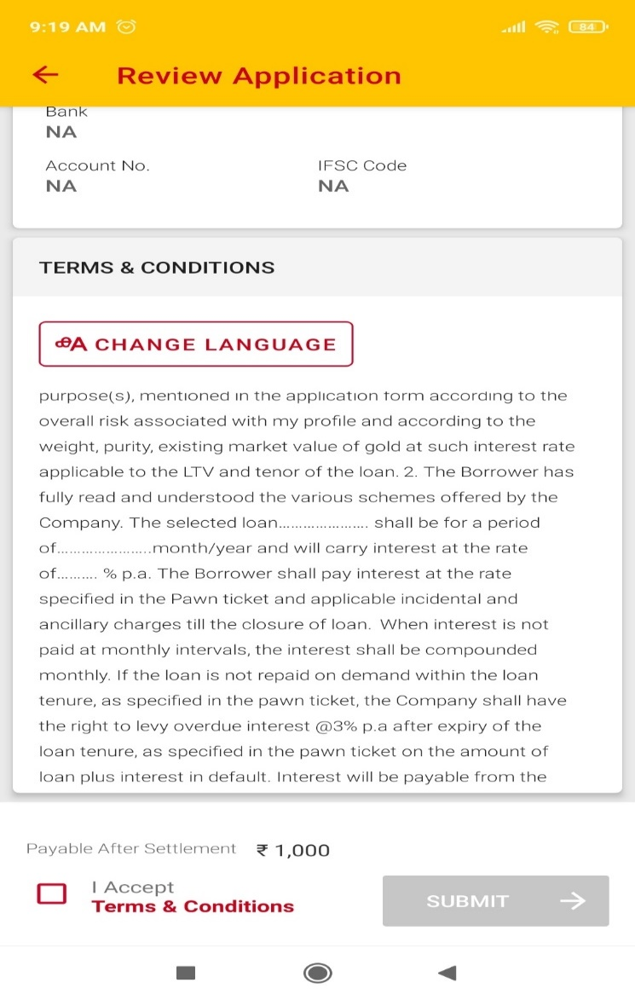 9:19 AM
84
Review Application
Bank
NA
Account No. IFSC Code
NA NA
TERMS & CONDITIONS
കA CHANGE LANGUAGE
purpose(s), mentioned in the application form according to the
overall risk associated with my profile and according to the
weight, purity, existing market value of gold at such interest rate
applicable to the LTV and tenor of the loan. 2. The Borrower has
fully read and understood the various schemes offered by the
Company. The selected loan...................... shall be for a period
of.......................month/year and will carry interest at the rate
of.......... % p.a. The Borrower shall pay interest at the rate
specified in the Pawn ticket and applicable incidental and
ancillary charges till the closure of loan.  When interest is not
paid at monthly intervals, the interest shall be compounded
monthly. If the loan is not repaid on demand within the loan
tenure, as specified in the pawn ticket, the Company shall have
the right to levy overdue interest @3% p.a after expiry of the
loan tenure, as specified in the pawn ticket on the amount of
loan plus interest in default. Interest will be payable from the
Payable After Settlement ₹ 1,000
I Accept
Terms & Conditions
SUBMIT